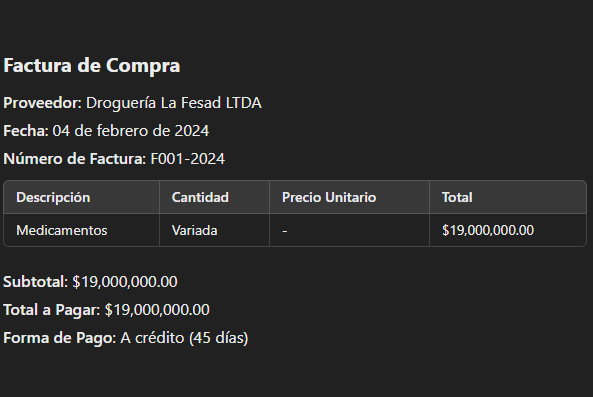 Factura de Compra
Proveedor: Droguería La Fesad LTDA
Fecha: 04 de febrero de 2024
Número de Factura: F001-2024
Descripción Cantidad Precio Unitario Total
Medicamentos Variada - $19,000,000.00
Subtotal: $19,000,000.00
Total a Pagar: $19,000,000.00
Forma de Pago: A crédito (45 días)